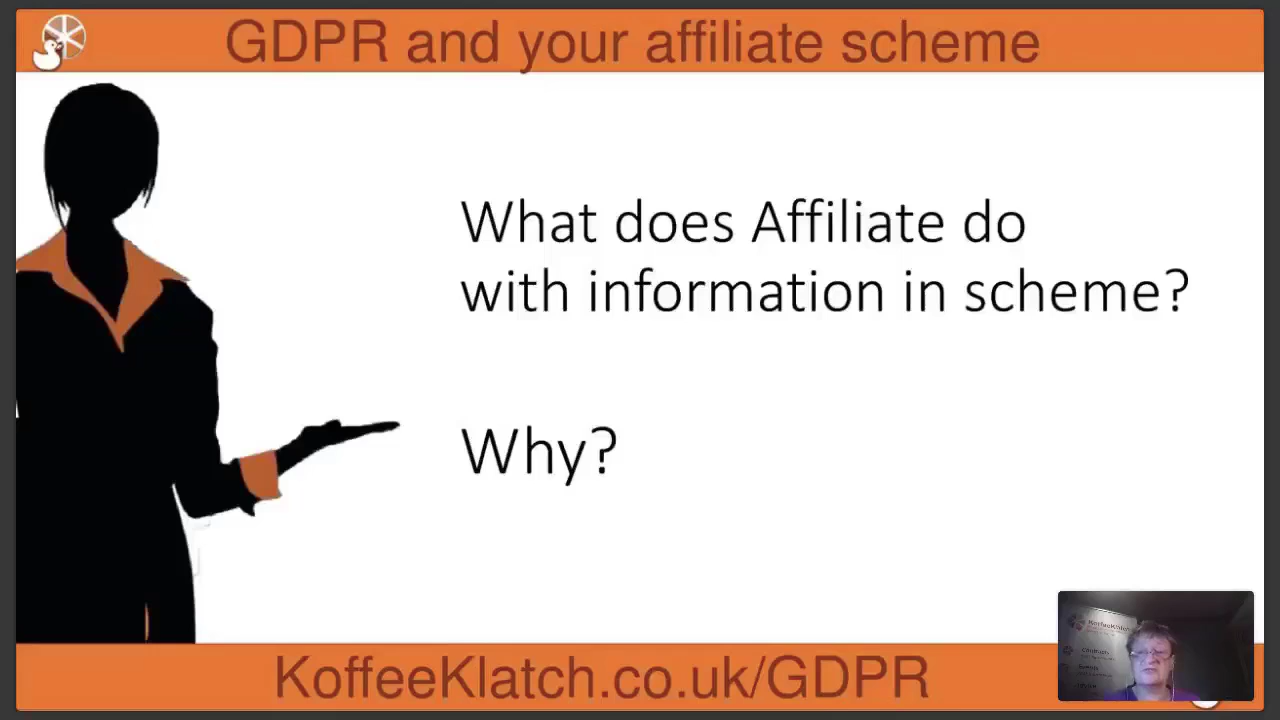 GDPR and your affiliate scheme
What does Affiliate do
with information in scheme?
Why?
KoffeeKlatch.co.uk/GDPR